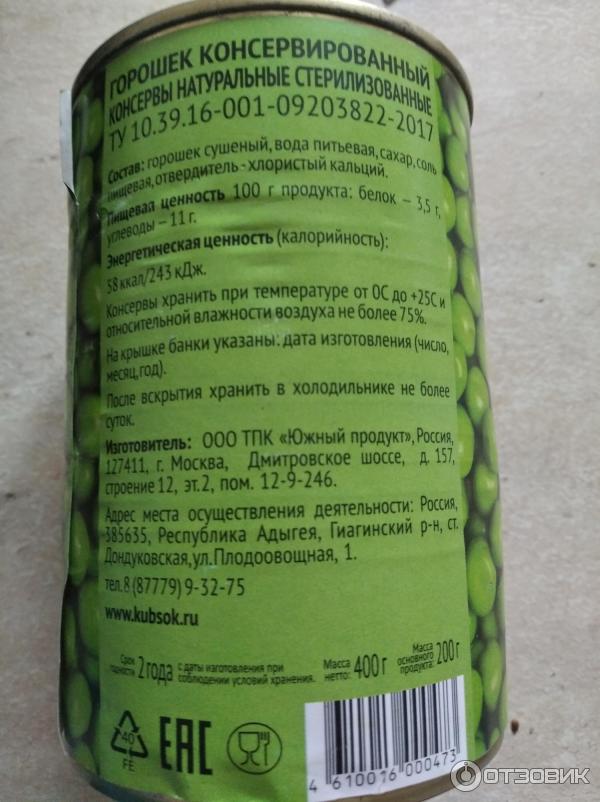 ГОРОШЕК КОНСЕРВИРОВАННЫЙ
КОНСЕРВЫ НАТУРАЛЬНЫЕ СТЕРИЛИЗОВАННЫЕ
ТУ 10.39.16-001-09203822-2017
Состав: горошек сушеный, вода питьевая, сахар, соль
пищевая, отвердитель - хлористый кальций.
Пищевая ценность 100 г продукта: белок – 3,5 г,
углеводы – 11 г.
Энергетическая ценность (калорийность):
58 ккал/243 кДж.
Консервы хранить при температуре от 0С до +25С и
относительной влажности воздуха не более 75%.
На крышке банки указаны: дата изготовления (число,
месяц, год).
После вскрытия хранить в холодильнике не более
суток.
Изготовитель: ООО ТПК «Южный продукт», Россия,
127411, г. Москва, Дмитровское шоссе, д. 157,
строение 12, эт.2, пом. 12-9-246.
Адрес места осуществления деятельности: Россия,
385635, Республика Адыгея, Гиагинский р-н, ст.
Дондуковская, ул.Плодоовощная, 1.
тел.8 (87779) 9-32-75
www.kubsok.ru
Срок годности 2 года с даты изготовления при соблюдении условий хранения. Масса нетто: 400 г Масса основного продукта: 200 г
40
FE
EAC
4 610016 000473
ОТЗОВИК